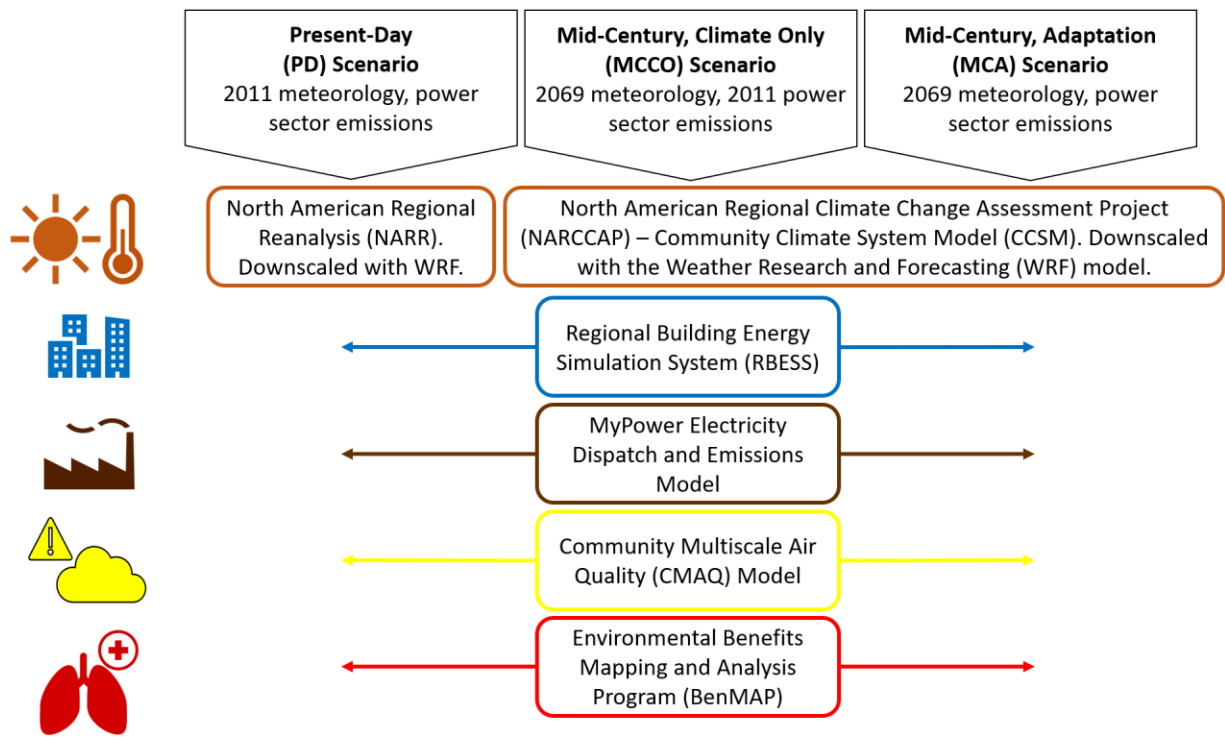 Present-Day
(PD) Scenario
2011 meteorology, power
sector emissions
Mid-Century, Climate Only
(MCCO) Scenario
2069 meteorology, 2011 power
sector emissions
Mid-Century, Adaptation
(MCA) Scenario
2069 meteorology, power
sector emissions
North American Regional
Reanalysis (NARR).
Downscaled with WRF.
North American Regional Climate Change Assessment Project
(NARCCAP) – Community Climate System Model (CCSM). Downscaled
with the Weather Research and Forecasting (WRF) model.
Regional Building Energy
Simulation System (RBESS)
MyPower Electricity
Dispatch and Emissions
Model
Community Multiscale Air
Quality (CMAQ) Model
Environmental Benefits
Mapping and Analysis
Program (BenMAP)